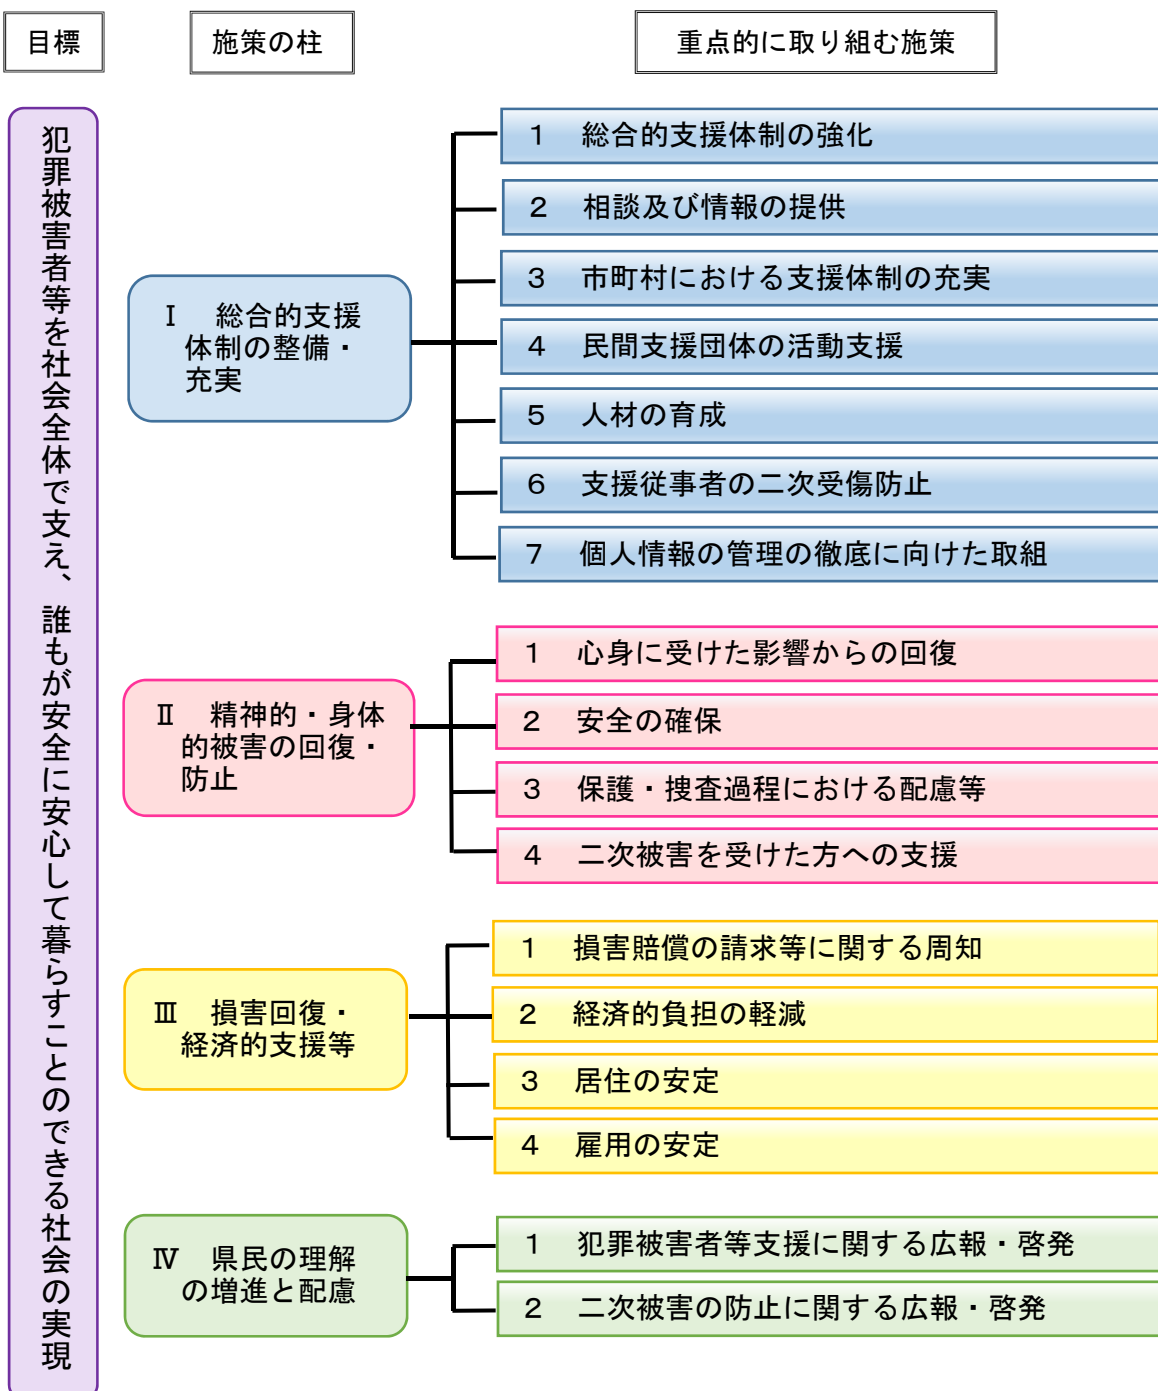 目標
施策の柱
重点的に取り組む施策
犯罪被害者等を社会全体で支え、誰もが安全に安心して暮らすことのできる社会の実現
Ⅰ　総合的支援
体制の整備・
充実
１　総合的支援体制の強化
２　相談及び情報の提供
３　市町村における支援体制の充実
４　民間支援団体の活動支援
５　人材の育成
６　支援従事者の二次受傷防止
７　個人情報の管理の徹底に向けた取組
Ⅱ　精神的・身体
的被害の回復・
防止
１　心身に受けた影響からの回復
２　安全の確保
３　保護・捜査過程における配慮等
４　二次被害を受けた方への支援
Ⅲ　損害回復・
経済的支援等
１　損害賠償の請求等に関する周知
２　経済的負担の軽減
３　居住の安定
４　雇用の安定
Ⅳ　県民の理解
の増進と配慮
１　犯罪被害者等支援に関する広報・啓発
２　二次被害の防止に関する広報・啓発